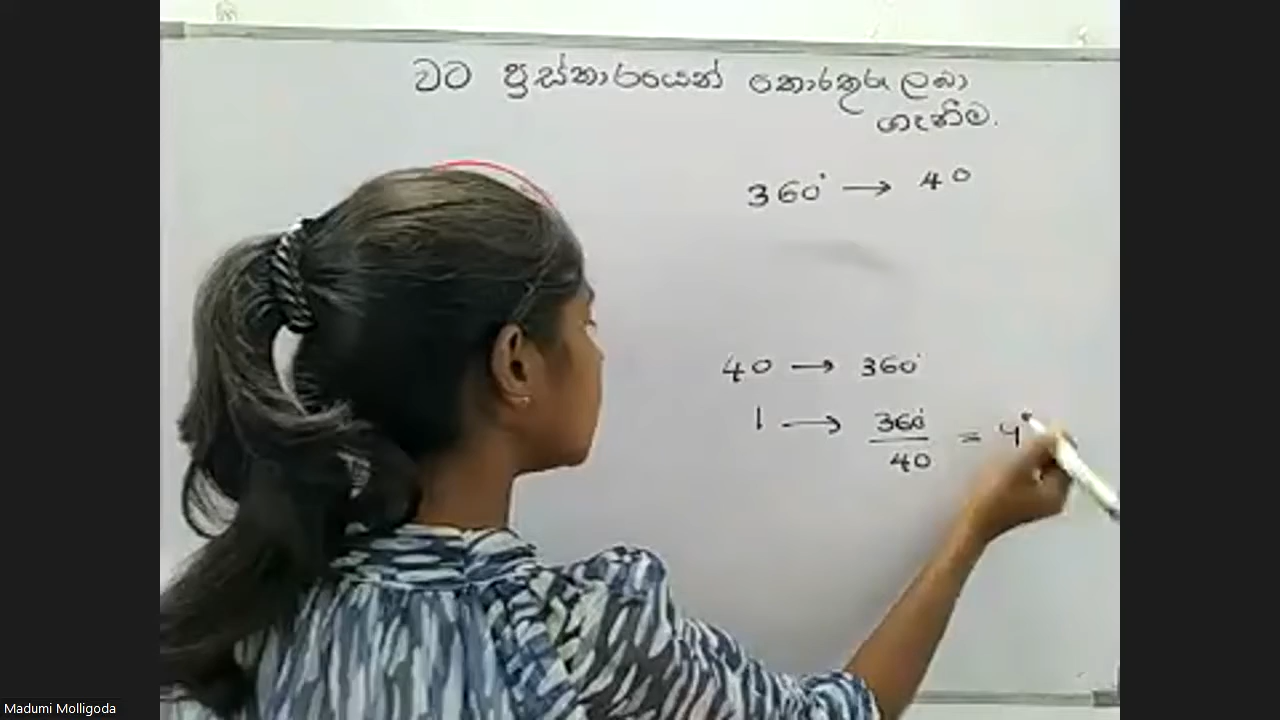 වට ප්‍රස්තාරයෙන් තොරතුරු ලබා
ගැනීම.
360° → 40
40 → 360°
1 → 360°/40 = 9°
Madumi Molligoda